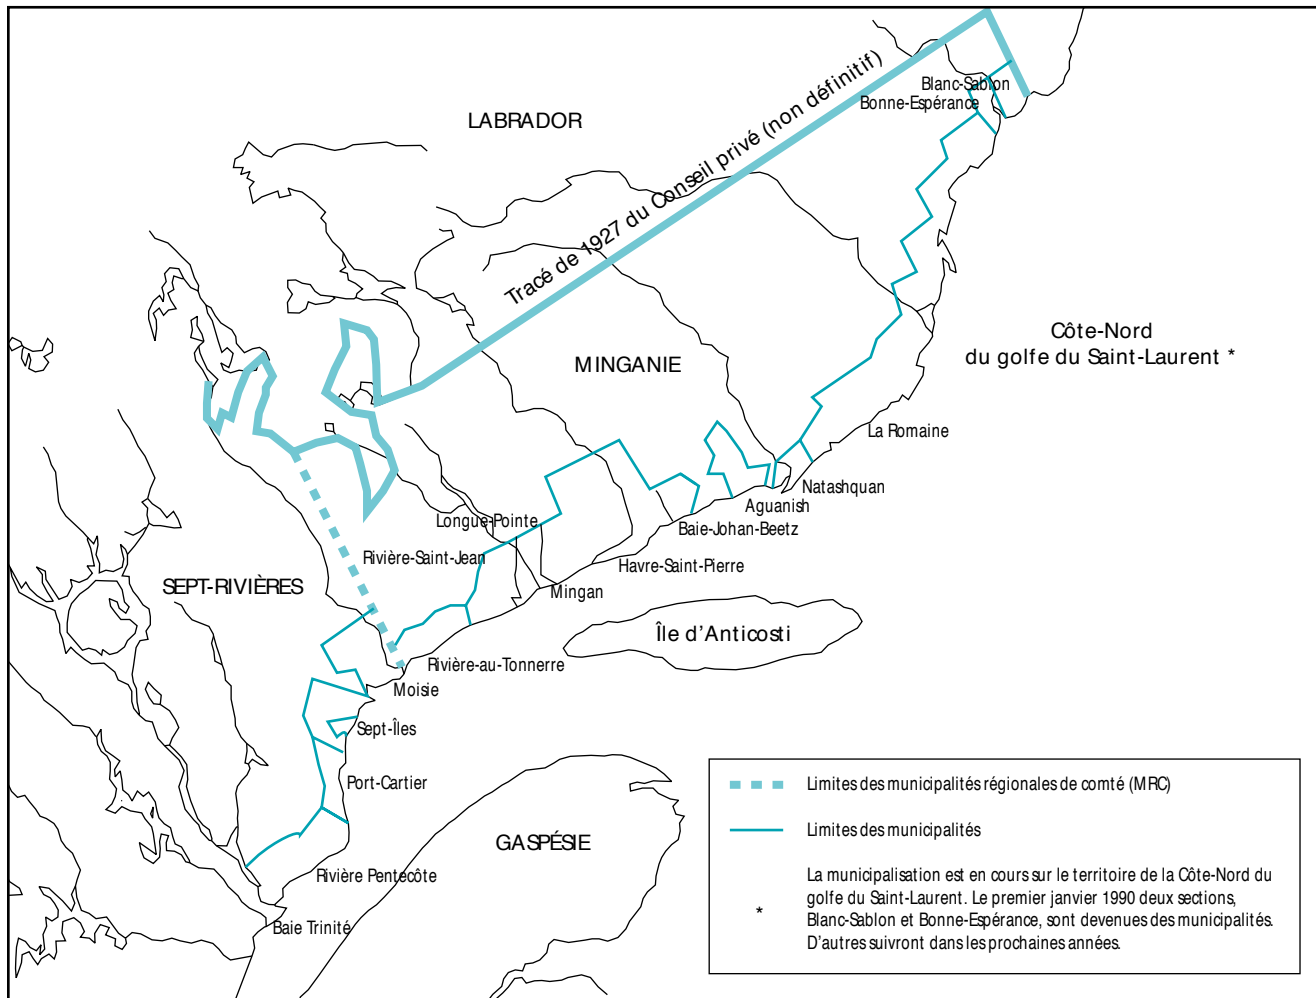 Blanc-Sablon
Bonne-Espérance
LABRADOR
Tracé de 1927 du Conseil privé (non définitif)
Côte-Nord
du golfe du Saint-Laurent *
MINGANIE
La Romaine
Natashquan
Aguanish
Baie-Johan-Beetz
Longue-Pointe
Rivière-Saint-Jean
Havre-Saint-Pierre
Mingan
SEPT-RIVIÈRES
Île d'Anticosti
Rivière-au-Tonnerre
Moisie
Sept-Îles
Port-Cartier
GASPÉSIE
Rivière Pentecôte
Baie Trinité
Limites des municipalités régionales de comté (MRC)
Limites des municipalités
La municipalisation est en cours sur le territoire de la Côte-Nord du
golfe du Saint-Laurent. Le premier janvier 1990 deux sections,
* Blanc-Sablon et Bonne-Espérance, sont devenues des municipalités.
D'autres suivront dans les prochaines années.